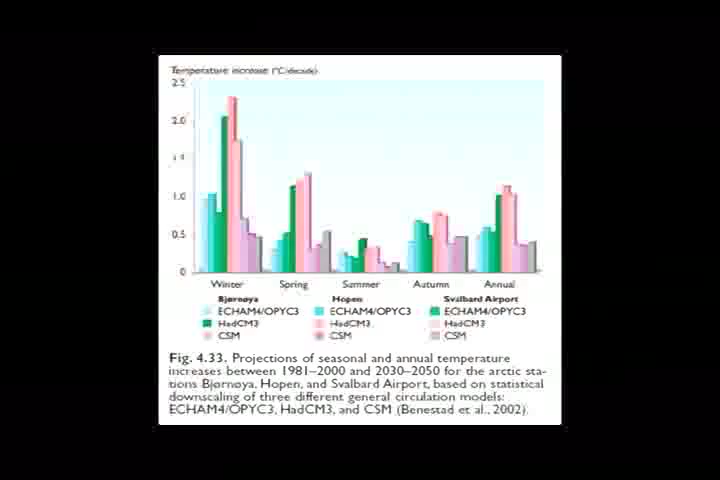 Temperature increase (°C/decade)
2.5
2.0
1.0
0.5
0
Winter Spring Summer Autumn Annual
Bjørnøya Hopen Svalbard Airport
ECHAM4/OPYC3 ECHAM4/OPYC3 ECHAM4/OPYC3
HadCM3 HadCM3 HadCM3
CSM CSM CSM
Fig. 4.33. Projections of seasonal and annual temperature
increases between 1981–2000 and 2030–2050 for the arctic sta-
tions Bjørnøya, Hopen, and Svalbard Airport, based on statistical
downscaling of three different general circulation models:
ECHAM4/OPYC3, HadCM3, and CSM (Benestad et al., 2002).